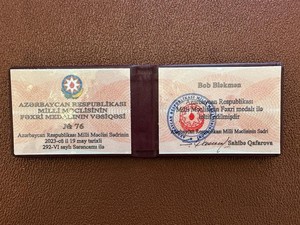 AZƏRBAYCAN RESPUBLİKASI
MİLLİ MƏCLİSİNİN
FƏXRİ MEDALININ VƏSİQƏSİ
№ 76
Azərbaycan Respublikası Milli Məclisi Sədrinin
2023-cü il 19 may tarixli
292-VI saylı Sərəncamı ilə
Bob Blekman
Azərbaycan Respublikası
Milli Məclisinin Fəxri medalı ilə
təltif edilmişdir
Azərbaycan Respublikası Milli Məclisinin Sədri
Sahibə Qafarova